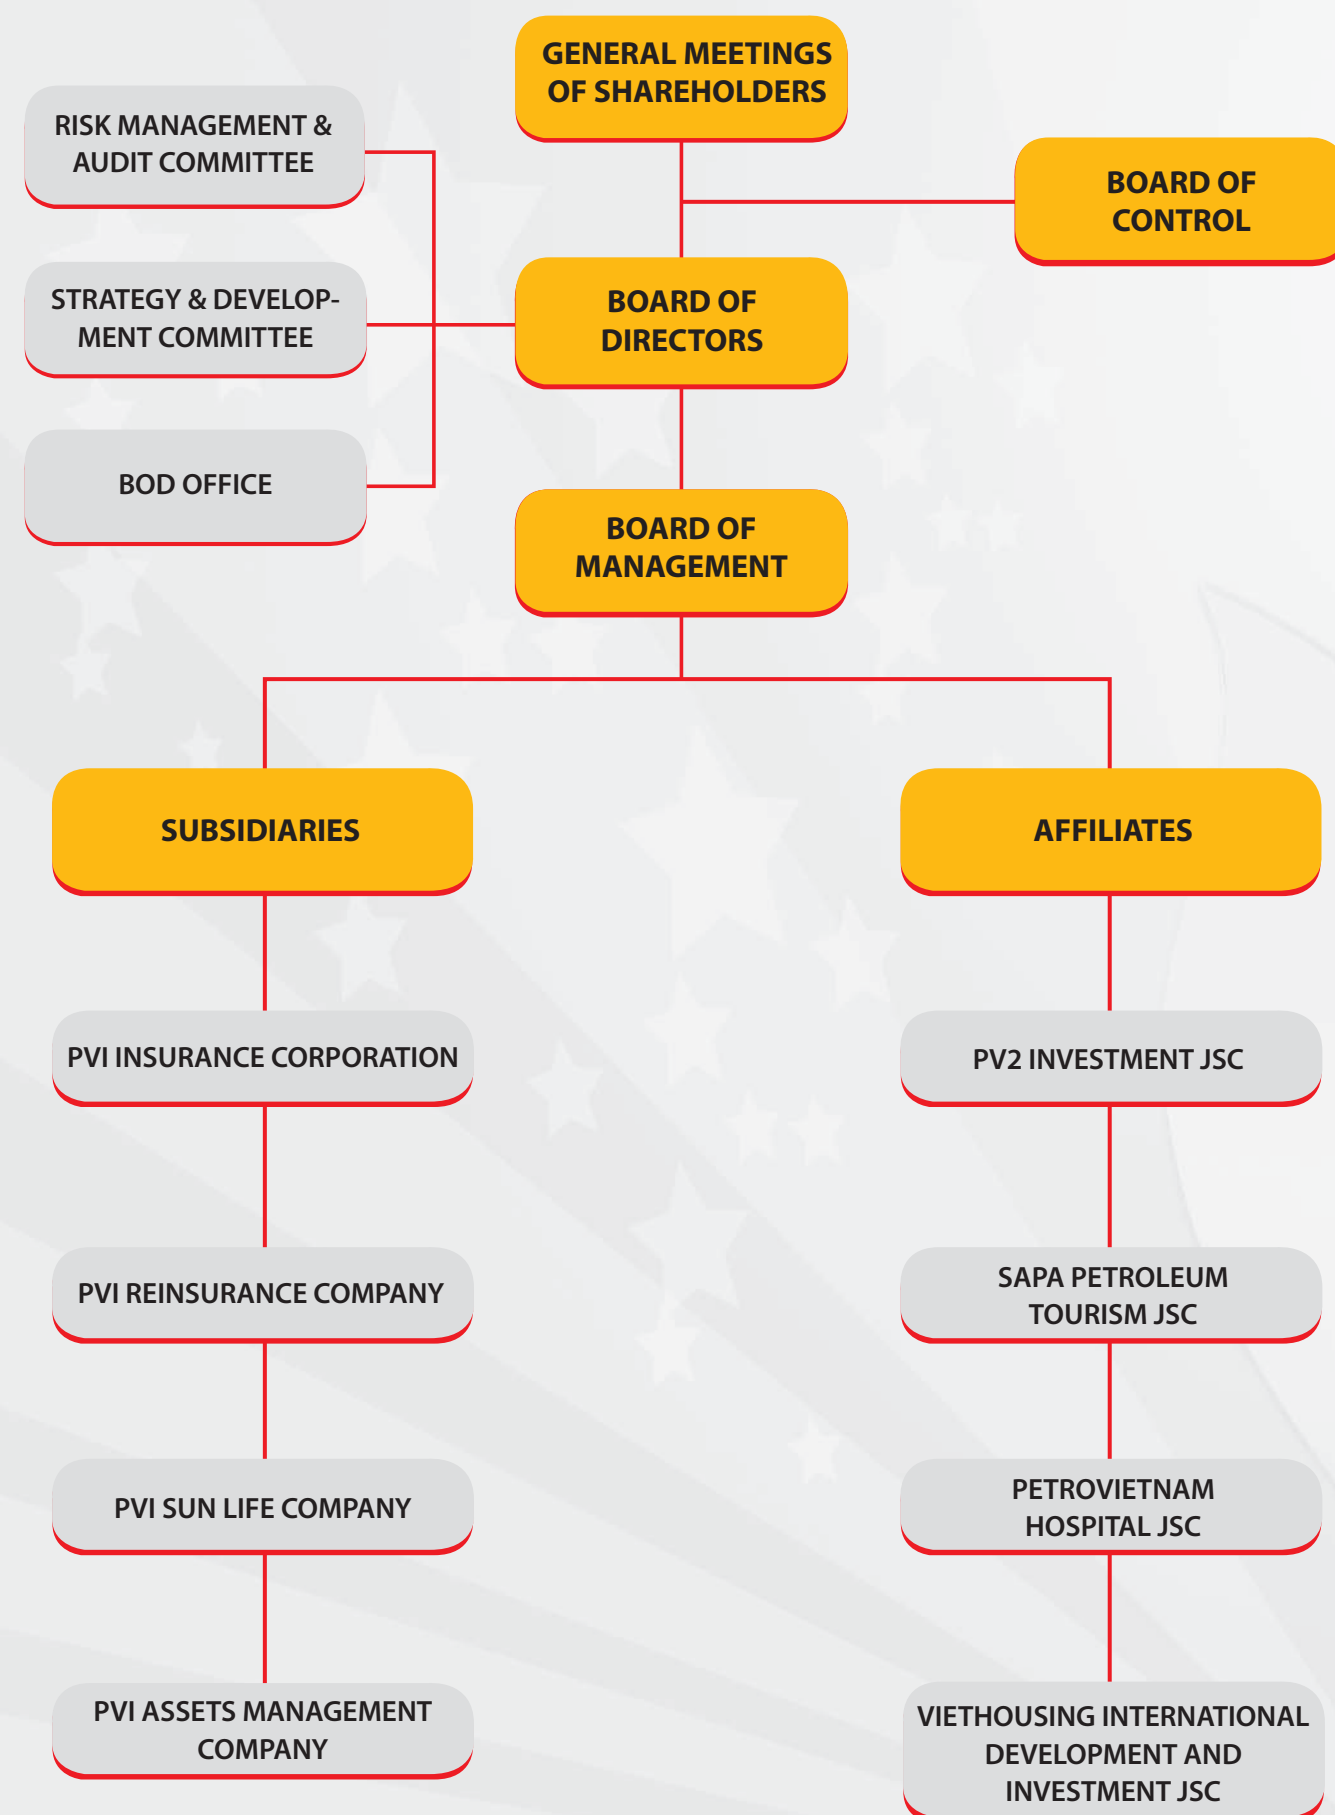 GENERAL MEETINGS
OF SHAREHOLDERS
RISK MANAGEMENT &
AUDIT COMMITTEE
BOARD OF
CONTROL
STRATEGY & DEVELOP-
MENT COMMITTEE
BOARD OF
DIRECTORS
BOD OFFICE
BOARD OF
MANAGEMENT
SUBSIDIARIES
AFFILIATES
PVI INSURANCE CORPORATION
PV2 INVESTMENT JSC
PVI REINSURANCE COMPANY
SAPA PETROLEUM
TOURISM JSC
PVI SUN LIFE COMPANY
PETROVIETNAM
HOSPITAL JSC
PVI ASSETS MANAGEMENT
COMPANY
VIETHOUSING INTERNATIONAL
DEVELOPMENT AND
INVESTMENT JSC